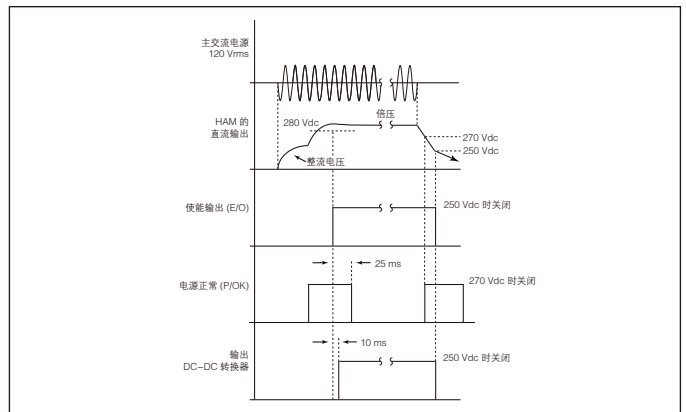 主交流电源
120 Vrms
HAM 的
直流输出
280 Vdc
倍压
270 Vdc
250 Vdc
整流电压
使能输出 (E/O)
250 Vdc 时关闭
25 ms
电源正常 (P/OK)
270 Vdc 时关闭
10 ms
输出
DC–DC 转换器
250 Vdc 时关闭